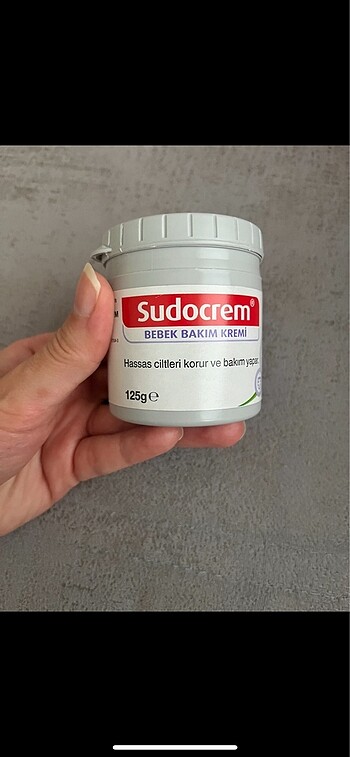 Sudocrem®
BEBEK BAKIM KREMİ
Hassas ciltleri korur ve bakım yapar.
125g℮